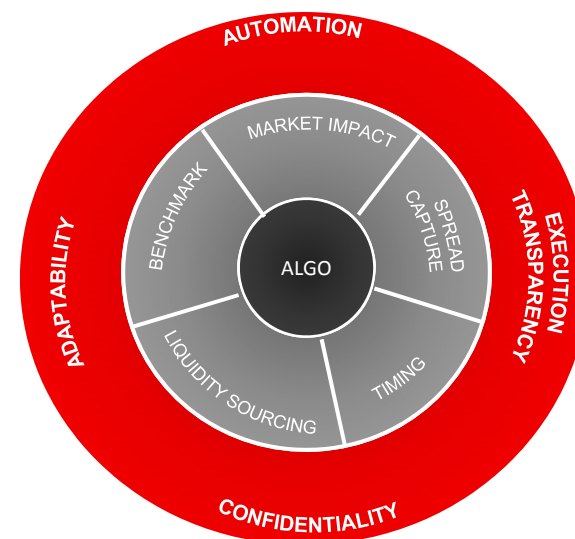 AUTOMATION
MARKET IMPACT
BENCHMARK
SPREAD
CAPTURE
EXECUTION
TRANSPARENCY
ADAPTABILITY
ALGO
LIQUIDITY SOURCING
TIMING
CONFIDENTIALITY